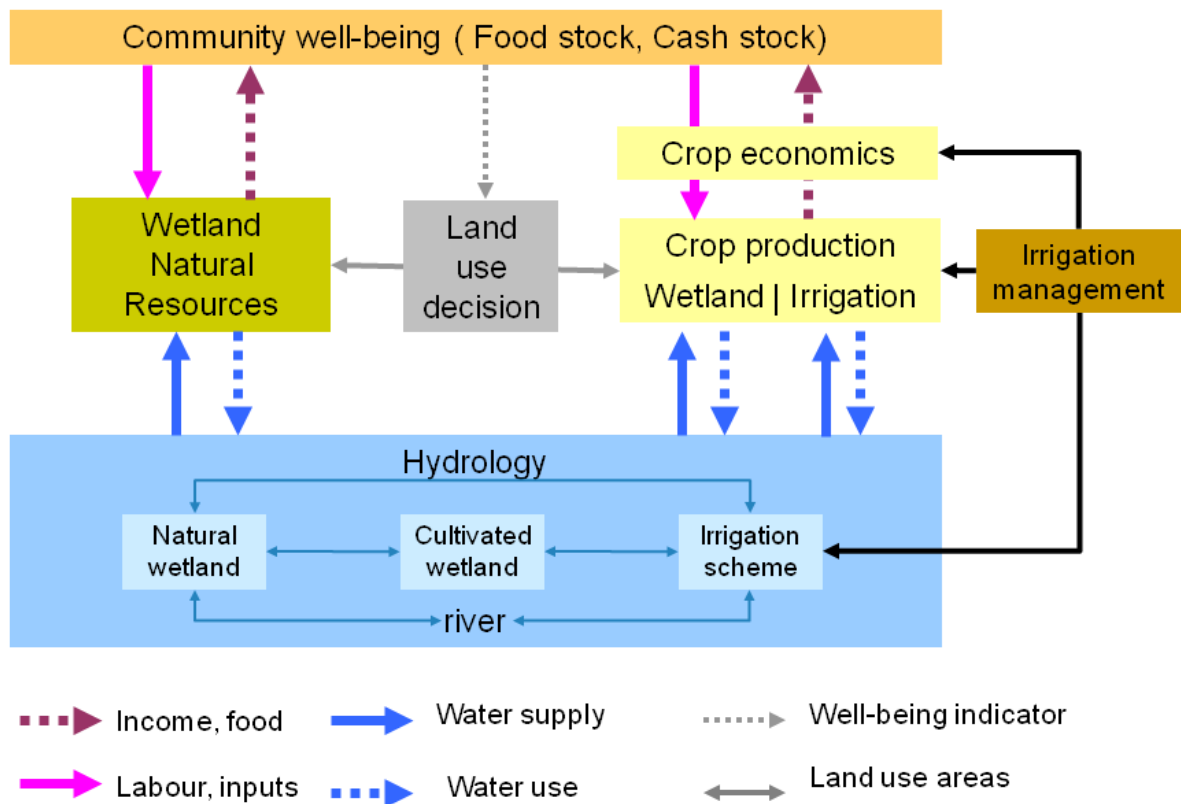 Community well-being ( Food stock, Cash stock)
Crop economics
Wetland
Natural
Resources
Land
use
decision
Crop production
Wetland | Irrigation
Irrigation
management
Hydrology
Natural
wetland
Cultivated
wetland
Irrigation
scheme
river
Income, food
Water supply
Well-being indicator
Labour, inputs
Water use
Land use areas